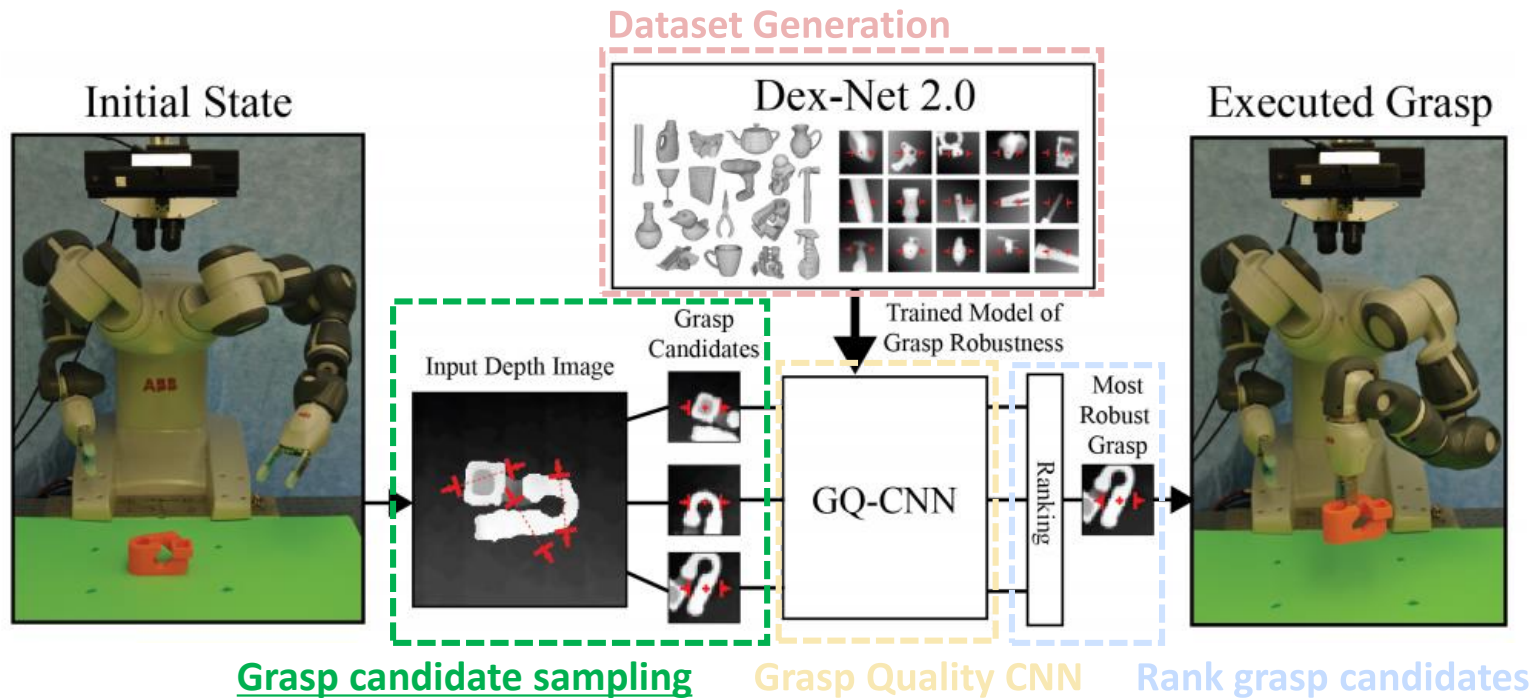 Dataset Generation
Initial State
Dex-Net 2.0
Executed Grasp
Grasp
Candidates
Trained Model of
Grasp Robustness
Input Depth Image
Most
Robust
Grasp
ABB
GQ-CNN
Ranking
Grasp candidate sampling
Grasp Quality CNN
Rank grasp candidates